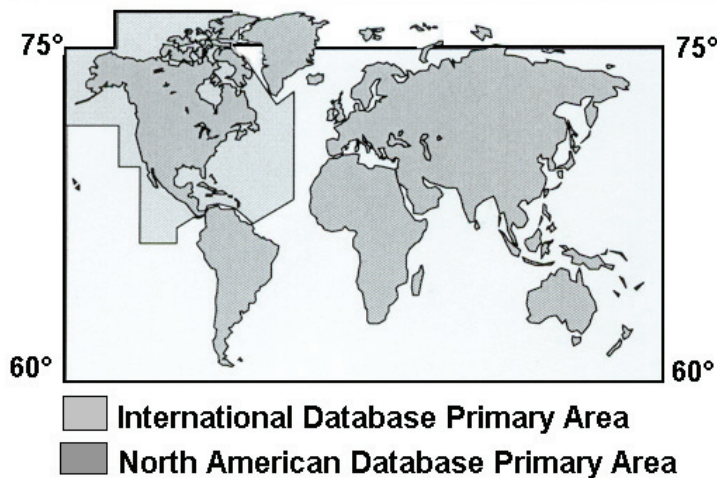 75° 75°
60° 60°
International Database Primary Area
North American Database Primary Area